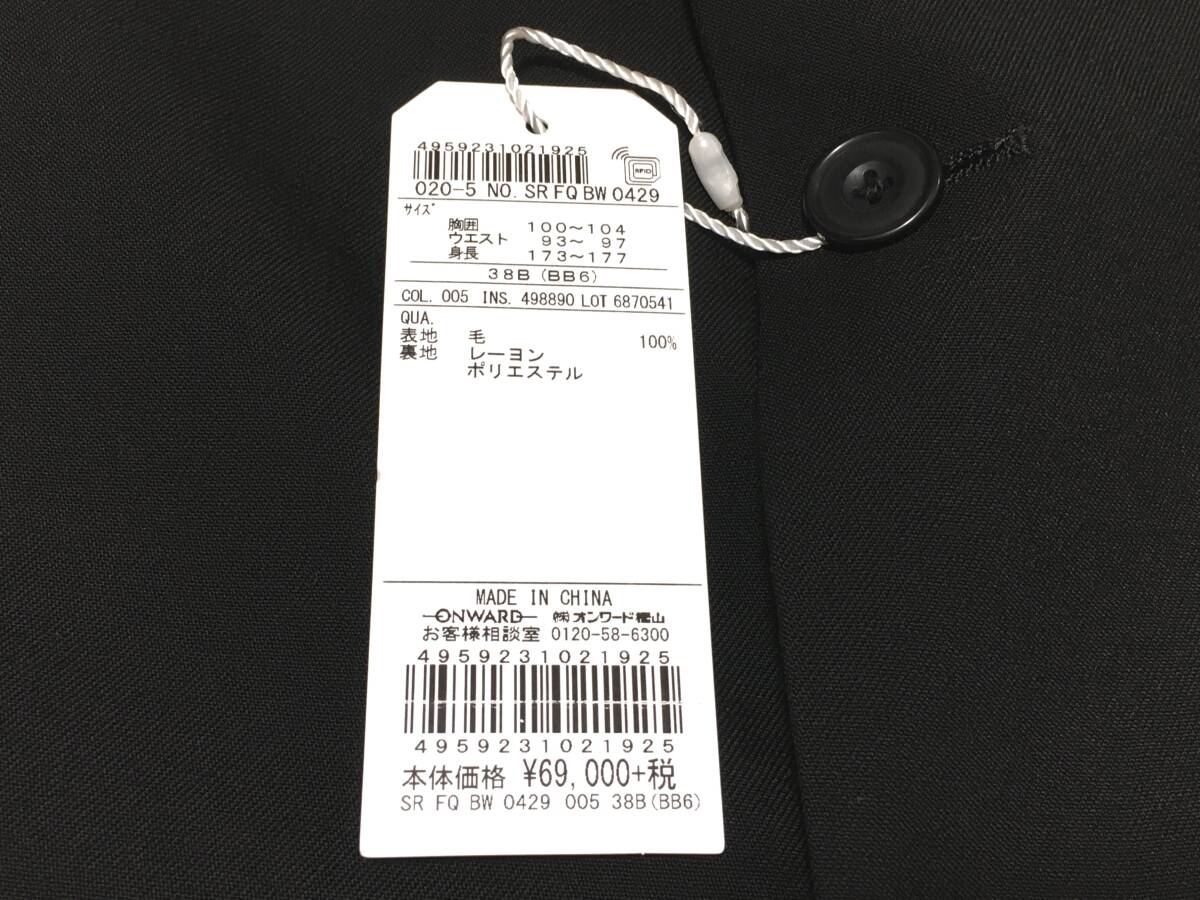 4959231021925
RFID
020-5 NO. SR FQ BW 0429
サイズ
胸囲 100〜104
ウエスト 93〜 97
身長 173〜177
38B (BB6)
COL. 005 INS. 498890 LOT 6870541
QUA.
表地 毛 100%
裏地 レーヨン
ポリエステル
MADE IN CHINA
ONWARD ㈱オンワード樫山
お客様相談室 0120-58-6300
4959231021925
4959231021925
本体価格 ¥69,000+税
SR FQ BW 0429 005 38B(BB6)